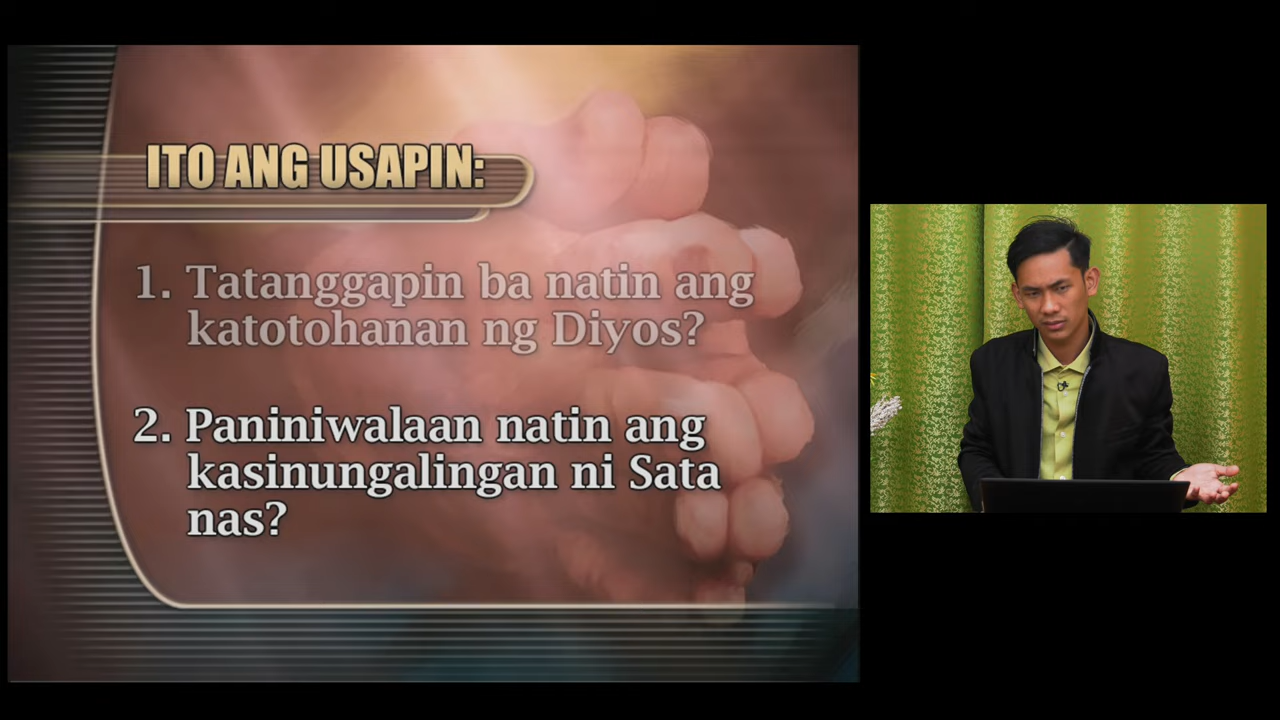 ITO ANG USAPIN:
1. Tatanggapin ba natin ang
katotohanan ng Diyos?
2. Paniniwalaan natin ang
kasinungalingan ni Sata
nas?